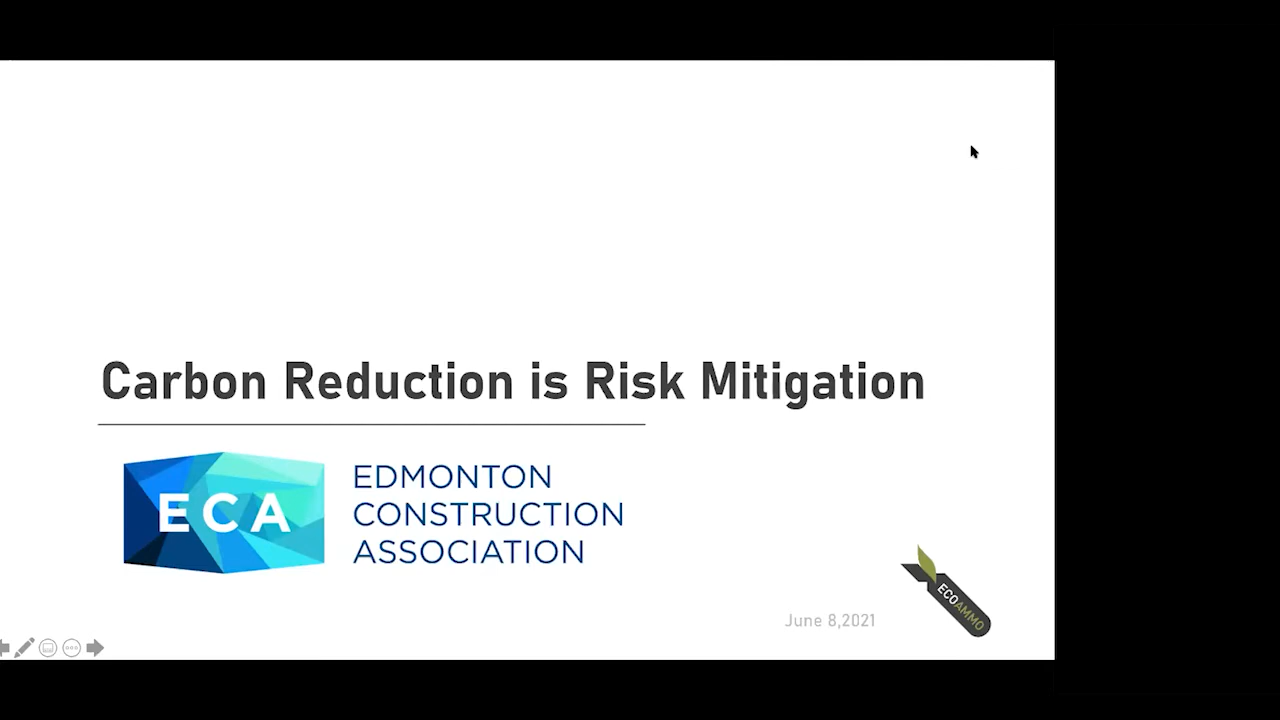 Carbon Reduction is Risk Mitigation
ECA
EDMONTON
CONSTRUCTION
ASSOCIATION
ECOAMMO
June 8,2021